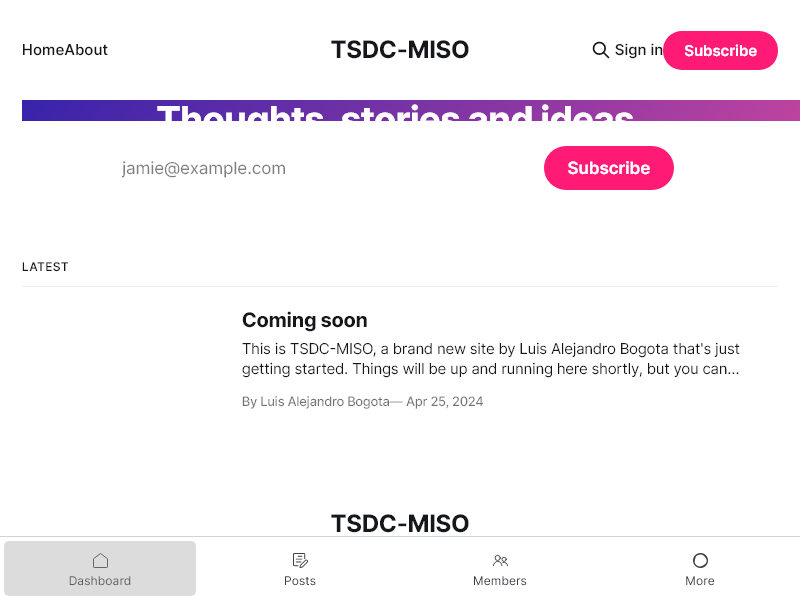 HomeAbout
TSDC-MISO
Sign in
Subscribe
Thoughts, stories and ideas.
jamie@example.com
Subscribe
LATEST
Coming soon
This is TSDC-MISO, a brand new site by Luis Alejandro Bogota that's just
getting started. Things will be up and running here shortly, but you can...
By Luis Alejandro Bogota— Apr 25, 2024
TSDC-MISO
Dashboard
Posts
Members
More